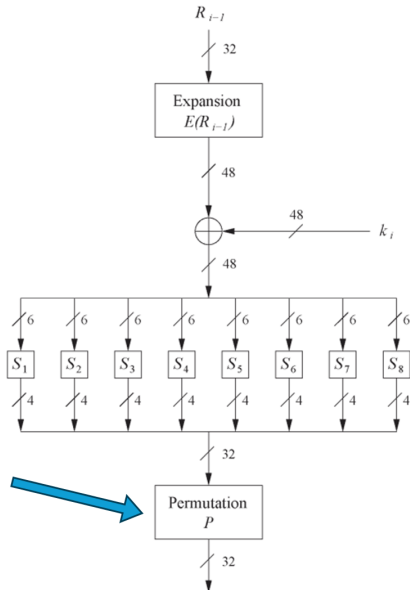 R i−1
32
Expansion
E(R i−1)
48
48
k i
48
6 6 6 6 6 6 6 6
S1 S2 S3 S4 S5 S6 S7 S8
4 4 4 4 4 4 4 4
32
Permutation
P
32